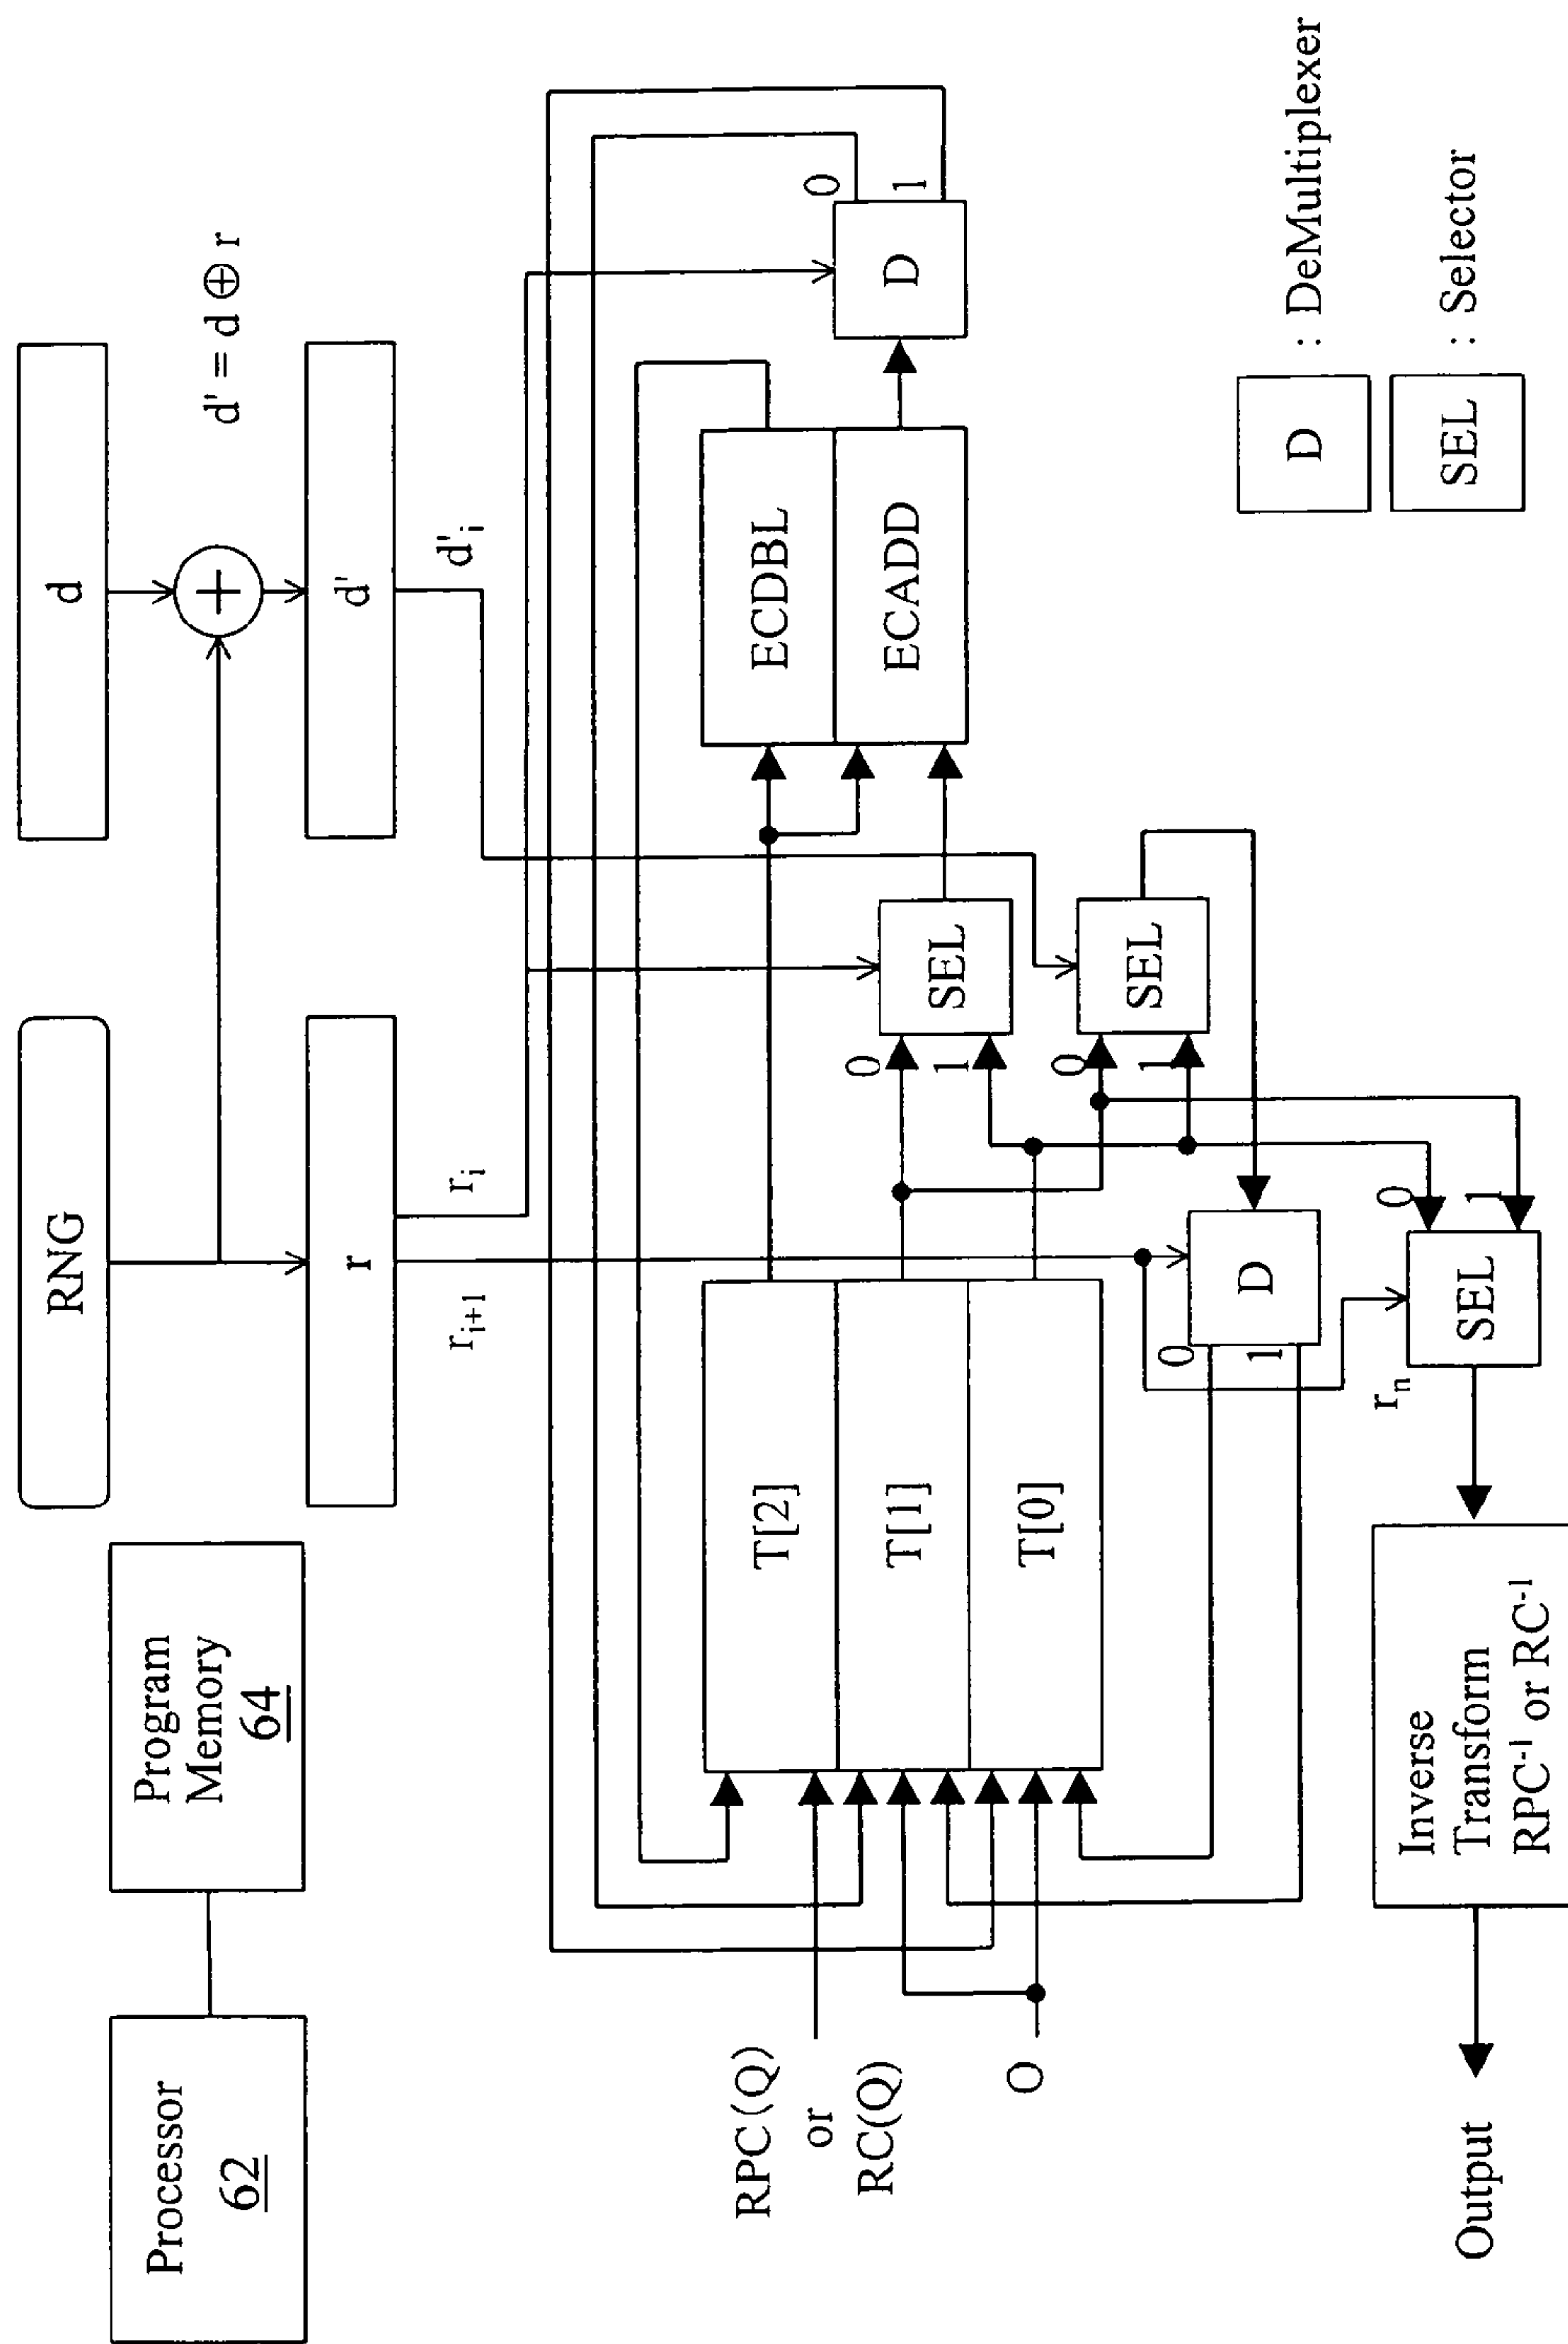 Processor
62
Program
Memory
64
RNG
d
d' = d ⊕ r
r
d'
r_{i+1}
r_i
d'_i
RPC(Q)
or
RC(Q)
O
T[2]
T[1]
T[0]
0
1
SEL
0
1
SEL
ECDBL
ECADD
D
0
1
D
0
1
r_n
0
1
SEL
Inverse
Transform
RPC⁻¹ or RC⁻¹
Output
D
: DeMultiplexer
SEL
: Selector